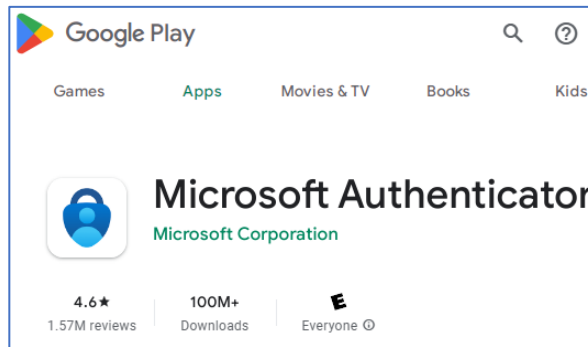 Google Play
Games Apps Movies & TV Books Kids
Microsoft Authenticator
Microsoft Corporation
4.6★ 100M+ E
1.57M reviews Downloads Everyone